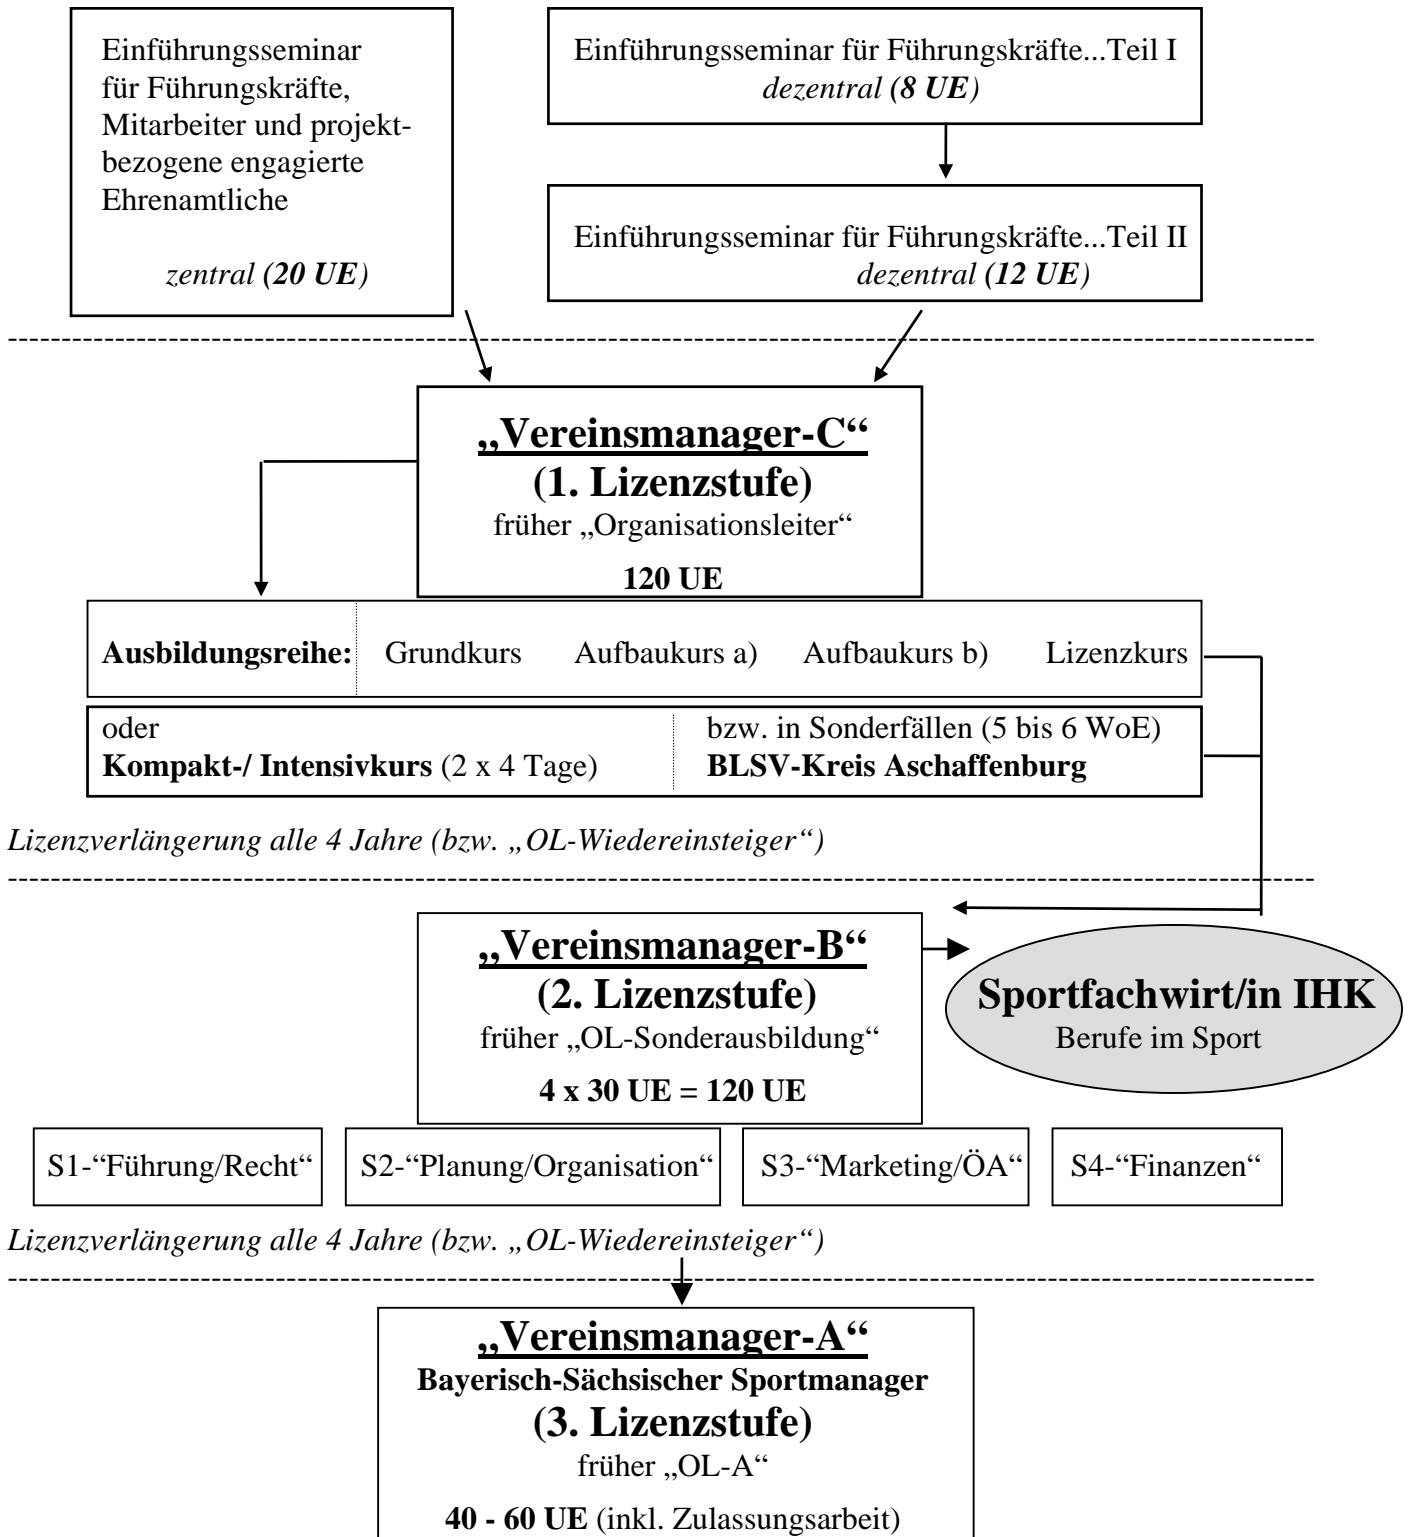 Einführungsseminar
für Führungskräfte,
Mitarbeiter und projekt-
bezogene engagierte
Ehrenamtliche
zentral (20 UE)
Einführungsseminar für Führungskräfte...Teil I
dezentral (8 UE)
Einführungsseminar für Führungskräfte...Teil II
dezentral (12 UE)
„Vereinsmanager-C“
(1. Lizenzstufe)
früher „Organisationsleiter“
120 UE
Ausbildungsreihe: Grundkurs Aufbaukurs a) Aufbaukurs b) Lizenzkurs
oder
Kompakt-/ Intensivkurs (2 x 4 Tage)
bzw. in Sonderfällen (5 bis 6 WoE)
BLSV-Kreis Aschaffenburg
Lizenzverlängerung alle 4 Jahre (bzw. „OL-Wiedereinsteiger“)
„Vereinsmanager-B“
(2. Lizenzstufe)
früher „OL-Sonderausbildung“
4 x 30 UE = 120 UE
Sportfachwirt/in IHK
Berufe im Sport
S1-“Führung/Recht“ S2-“Planung/Organisation“ S3-“Marketing/ÖA“ S4-“Finanzen“
Lizenzverlängerung alle 4 Jahre (bzw. „OL-Wiedereinsteiger“)
„Vereinsmanager-A“
Bayerisch-Sächsischer Sportmanager
(3. Lizenzstufe)
früher „OL-A“
40 - 60 UE (inkl. Zulassungsarbeit)